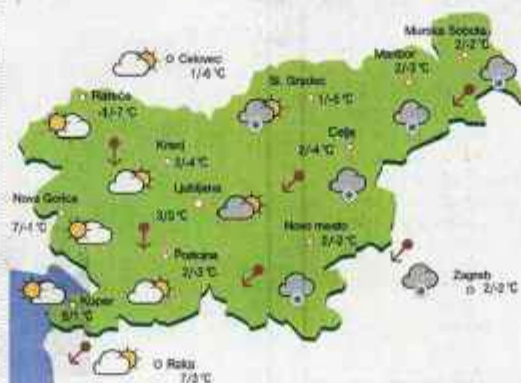 Murska Sobota
2/-2 °C
Maribor
2/-3 °C
o Celovec
1/-6 °C
Sl. Gradec
1/-5 °C
Rateče
-1/-7 °C
Celje
2/-4 °C
Kranj
2/-4 °C
Ljubljana
3/0 °C
Nova Gorica
7/-1 °C
Novo mesto
2/-2 °C
Postojna
2/-3 °C
Zagreb
o 2/-2 °C
Koper
8/1 °C
o Reka
7/3 °C